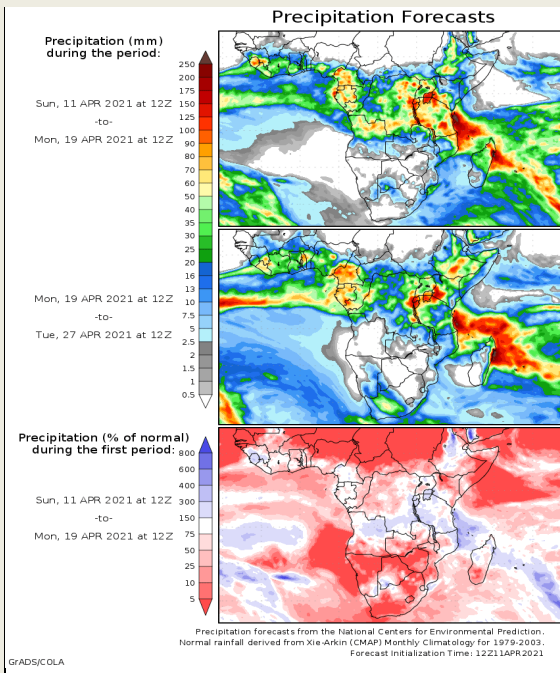 Precipitation Forecasts
Precipitation (mm)
during the period:
Sun, 11 APR 2021 at 12Z
-to-
Mon, 19 APR 2021 at 12Z
250
200
175
150
125
100
90
80
70
60
50
40
35
30
25
20
16
13
10
7.5
5
2.5
2
1.5
1
0.5
Mon, 19 APR 2021 at 12Z
-to-
Tue, 27 APR 2021 at 12Z
Precipitation (% of normal)
during the first period:
Sun, 11 APR 2021 at 12Z
-to-
Mon, 19 APR 2021 at 12Z
800
600
400
300
150
75
50
25
10
5
Precipitation forecasts from the National Centers for Environmental Prediction.
Normal rainfall derived from Xie-Arkin (CMAP) Monthly Climatology for 1979-2003.
Forecast Initialization Time: 12Z11APR2021
GrADS/COLA